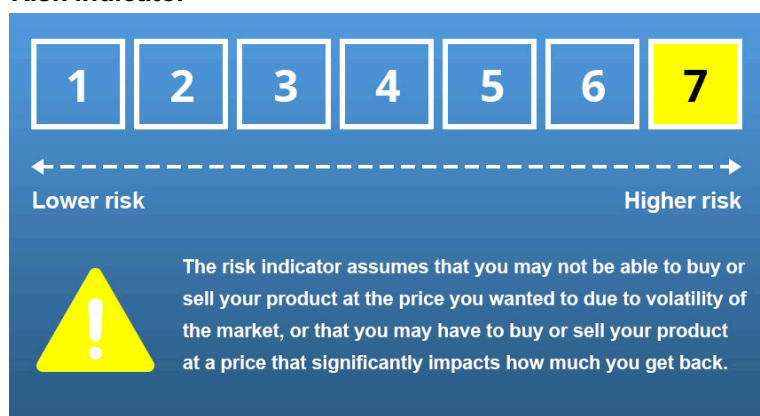 Risk indicator
1 2 3 4 5 6 7
Lower risk Higher risk
The risk indicator assumes that you may not be able to buy or
sell your product at the price you wanted to due to volatility of
the market, or that you may have to buy or sell your product
at a price that significantly impacts how much you get back.